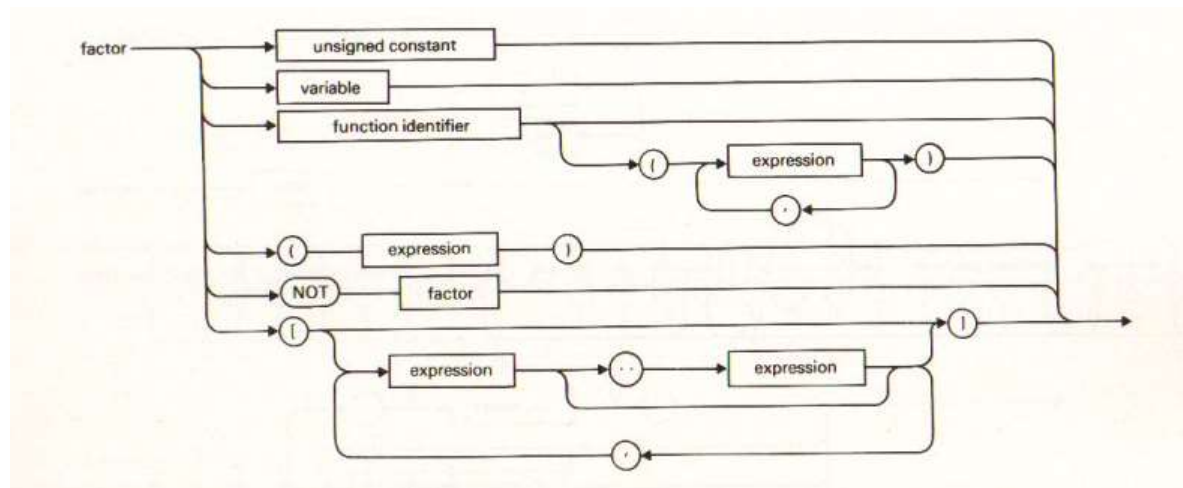 factor
unsigned constant
variable
function identifier
( expression )
,
( expression )
NOT factor
[ ]
expression .. expression
,